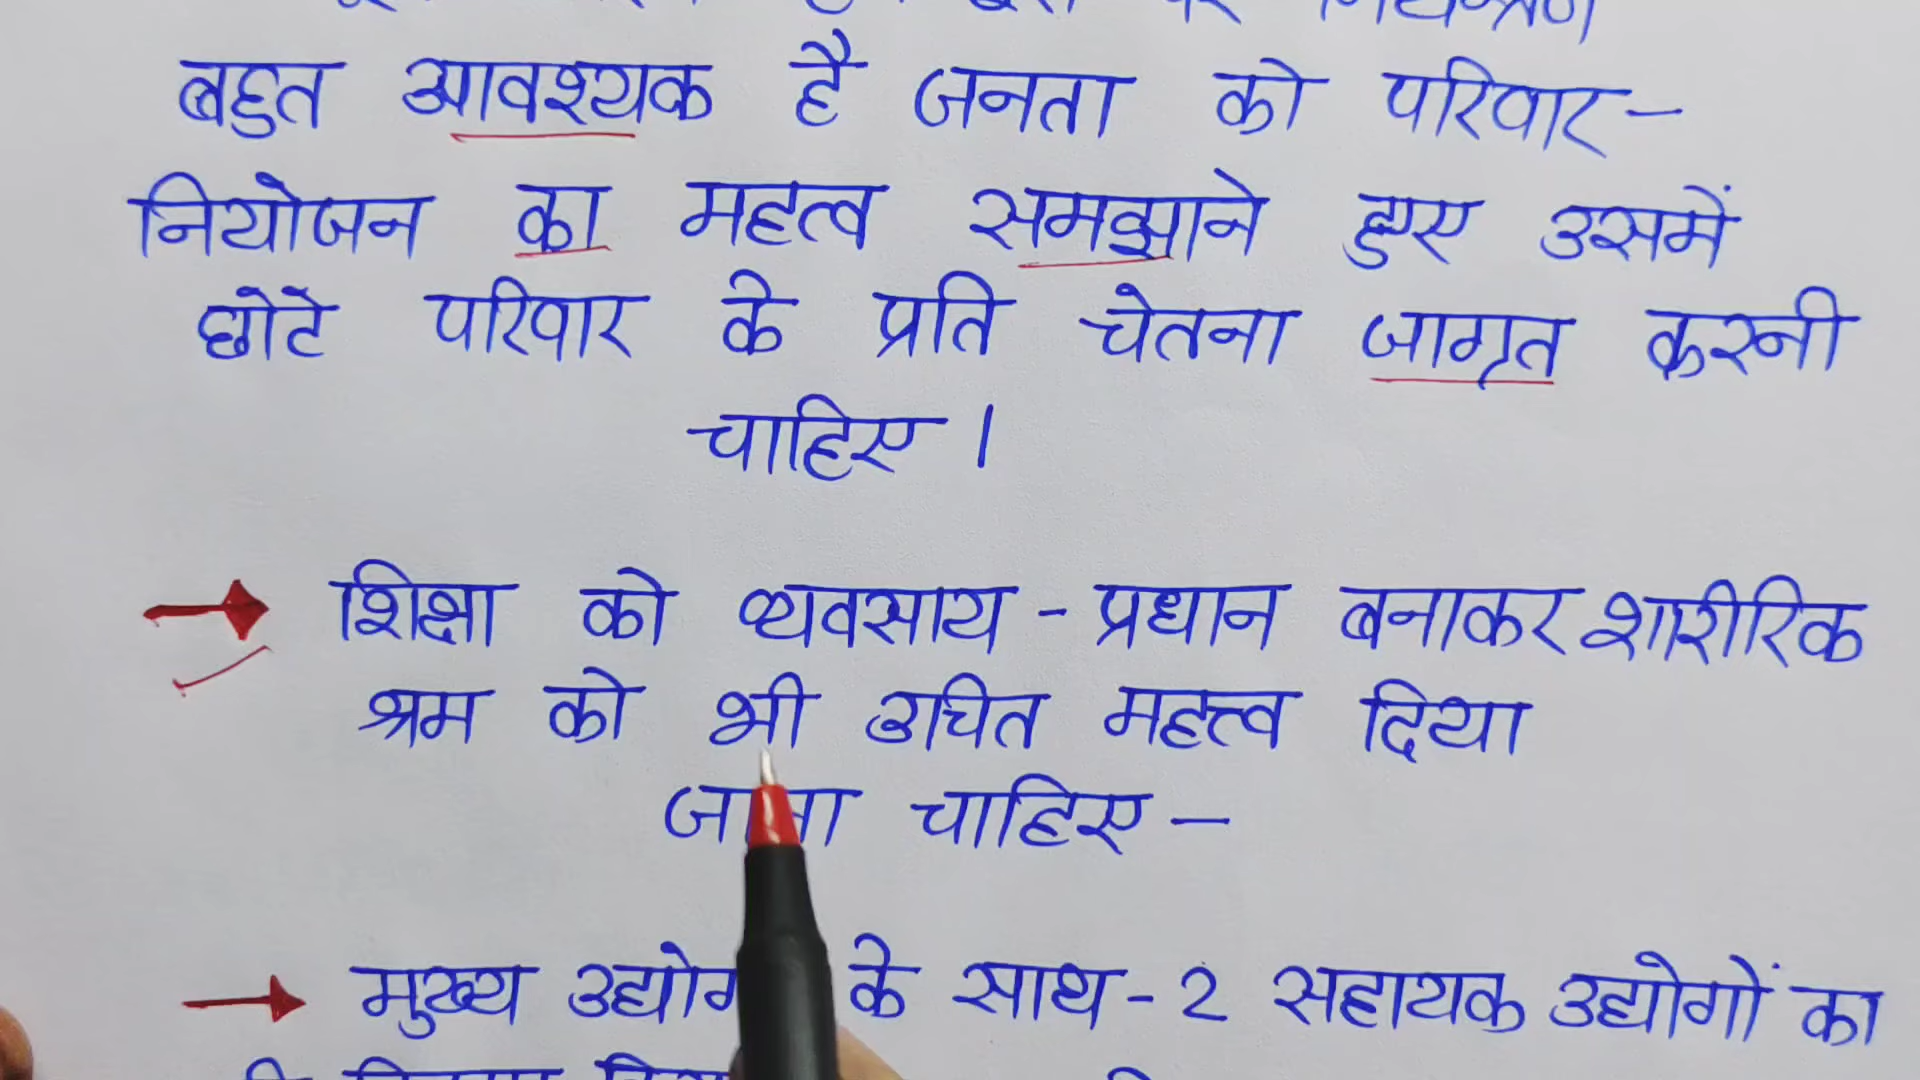 बहुत आवश्यक है जनता को परिवार-
नियोजन का महत्व समझाने हुए उसमें
छोटे परिवार के प्रति चेतना जागृत करनी
चाहिए।
→ शिक्षा को व्यवसाय - प्रधान बनाकर शारीरिक
श्रम को भी उचित महत्त्व दिया
जाना चाहिए -
→ मुख्य उद्योग के साथ - 2 सहायक उद्योगों का